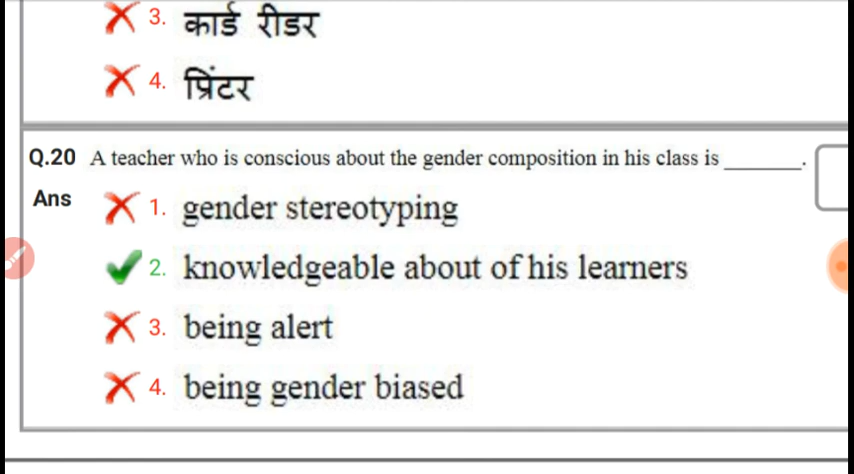 3. कार्ड रीडर
4. प्रिंटर
Q.20 A teacher who is conscious about the gender composition in his class is ________.
Ans 1. gender stereotyping
2. knowledgeable about of his learners
3. being alert
4. being gender biased